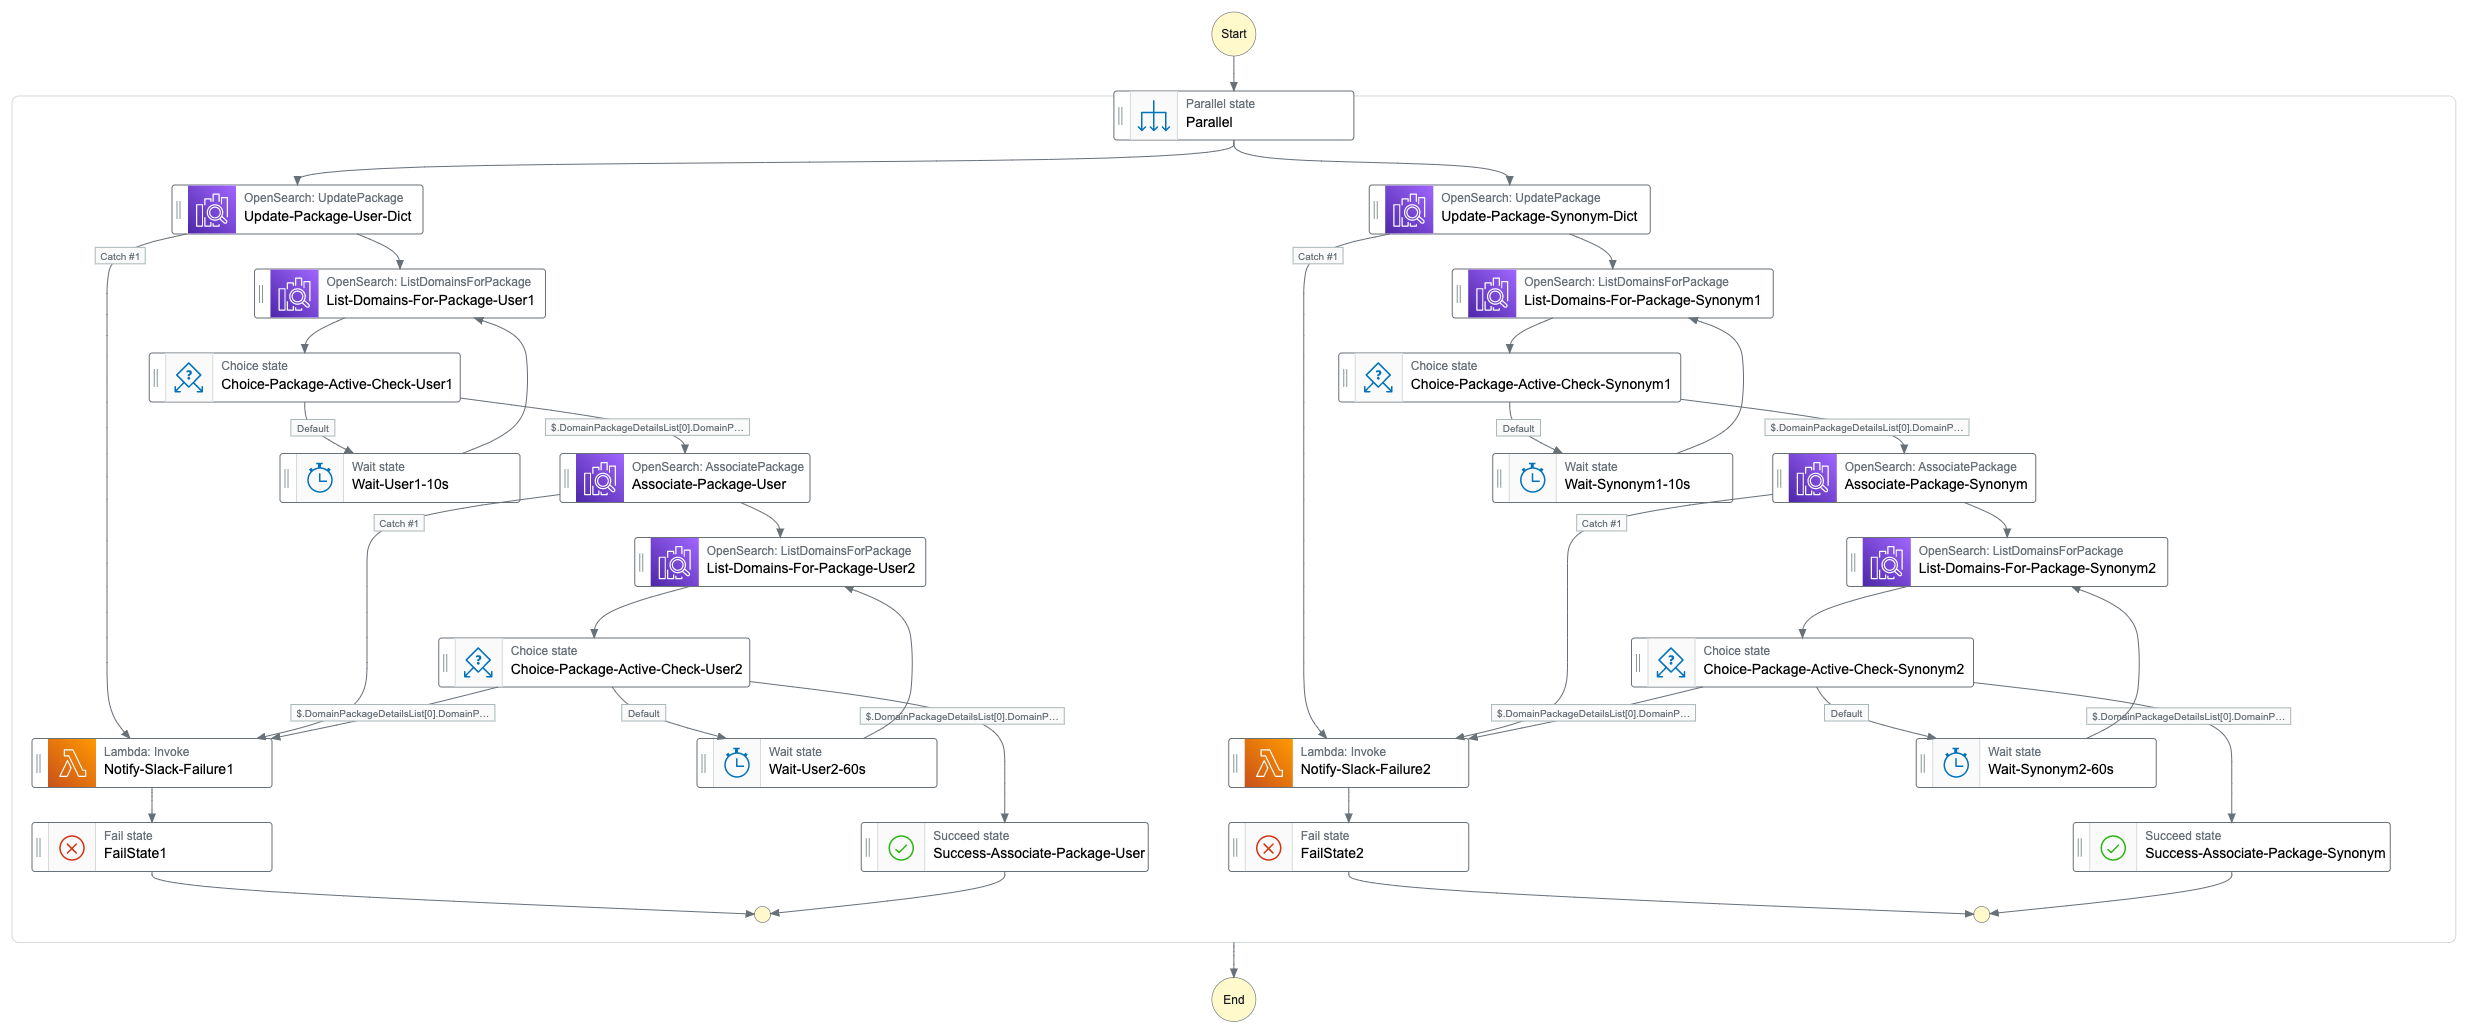 Start
Parallel state
Parallel
OpenSearch: UpdatePackage
Update-Package-User-Dict
OpenSearch: UpdatePackage
Update-Package-Synonym-Dict
Catch #1
Catch #1
OpenSearch: ListDomainsForPackage
List-Domains-For-Package-User1
OpenSearch: ListDomainsForPackage
List-Domains-For-Package-Synonym1
Choice state
Choice-Package-Active-Check-User1
Choice state
Choice-Package-Active-Check-Synonym1
Default
$.DomainPackageDetailsList[0].DomainP…
Default
$.DomainPackageDetailsList[0].DomainP…
Wait state
Wait-User1-10s
OpenSearch: AssociatePackage
Associate-Package-User
Wait state
Wait-Synonym1-10s
OpenSearch: AssociatePackage
Associate-Package-Synonym
Catch #1
Catch #1
OpenSearch: ListDomainsForPackage
List-Domains-For-Package-User2
OpenSearch: ListDomainsForPackage
List-Domains-For-Package-Synonym2
Choice state
Choice-Package-Active-Check-User2
Choice state
Choice-Package-Active-Check-Synonym2
$.DomainPackageDetailsList[0].DomainP…
Default
$.DomainPackageDetailsList[0].DomainP…
$.DomainPackageDetailsList[0].DomainP…
Default
$.DomainPackageDetailsList[0].DomainP…
Lambda: Invoke
Notify-Slack-Failure1
Wait state
Wait-User2-60s
Lambda: Invoke
Notify-Slack-Failure2
Wait state
Wait-Synonym2-60s
Fail state
FailState1
Succeed state
Success-Associate-Package-User
Fail state
FailState2
Succeed state
Success-Associate-Package-Synonym
End